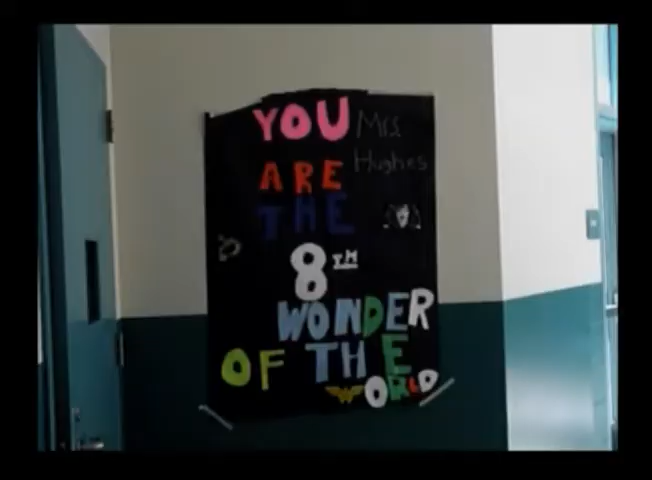 YOU Mrs.
Hughes
ARE
THE
8TH
WONDER
OF THE
WORLD